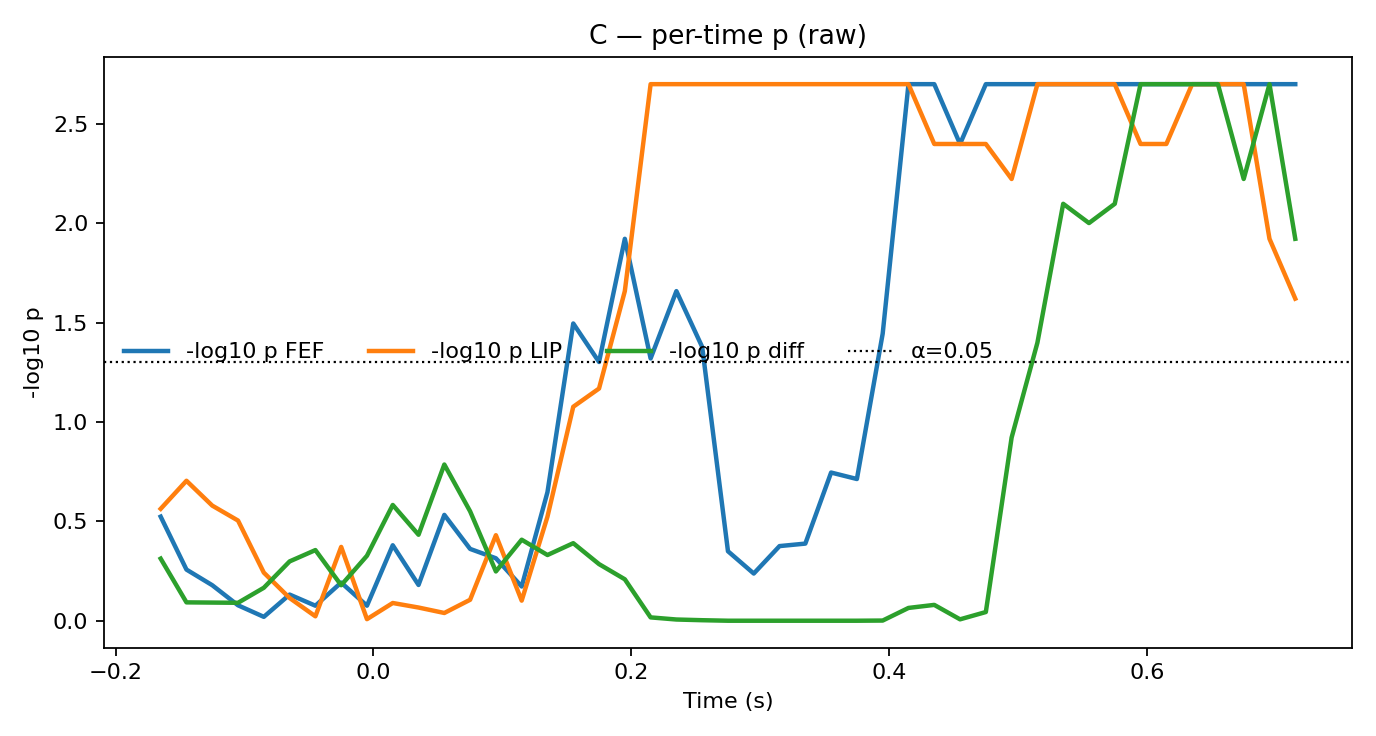 C — per-time p (raw)
-log10 p
2.5
2.0
1.5
1.0
0.5
0.0
-log10 p FEF
-log10 p LIP
-log10 p diff
α=0.05
−0.2
0.0
0.2
0.4
0.6
Time (s)